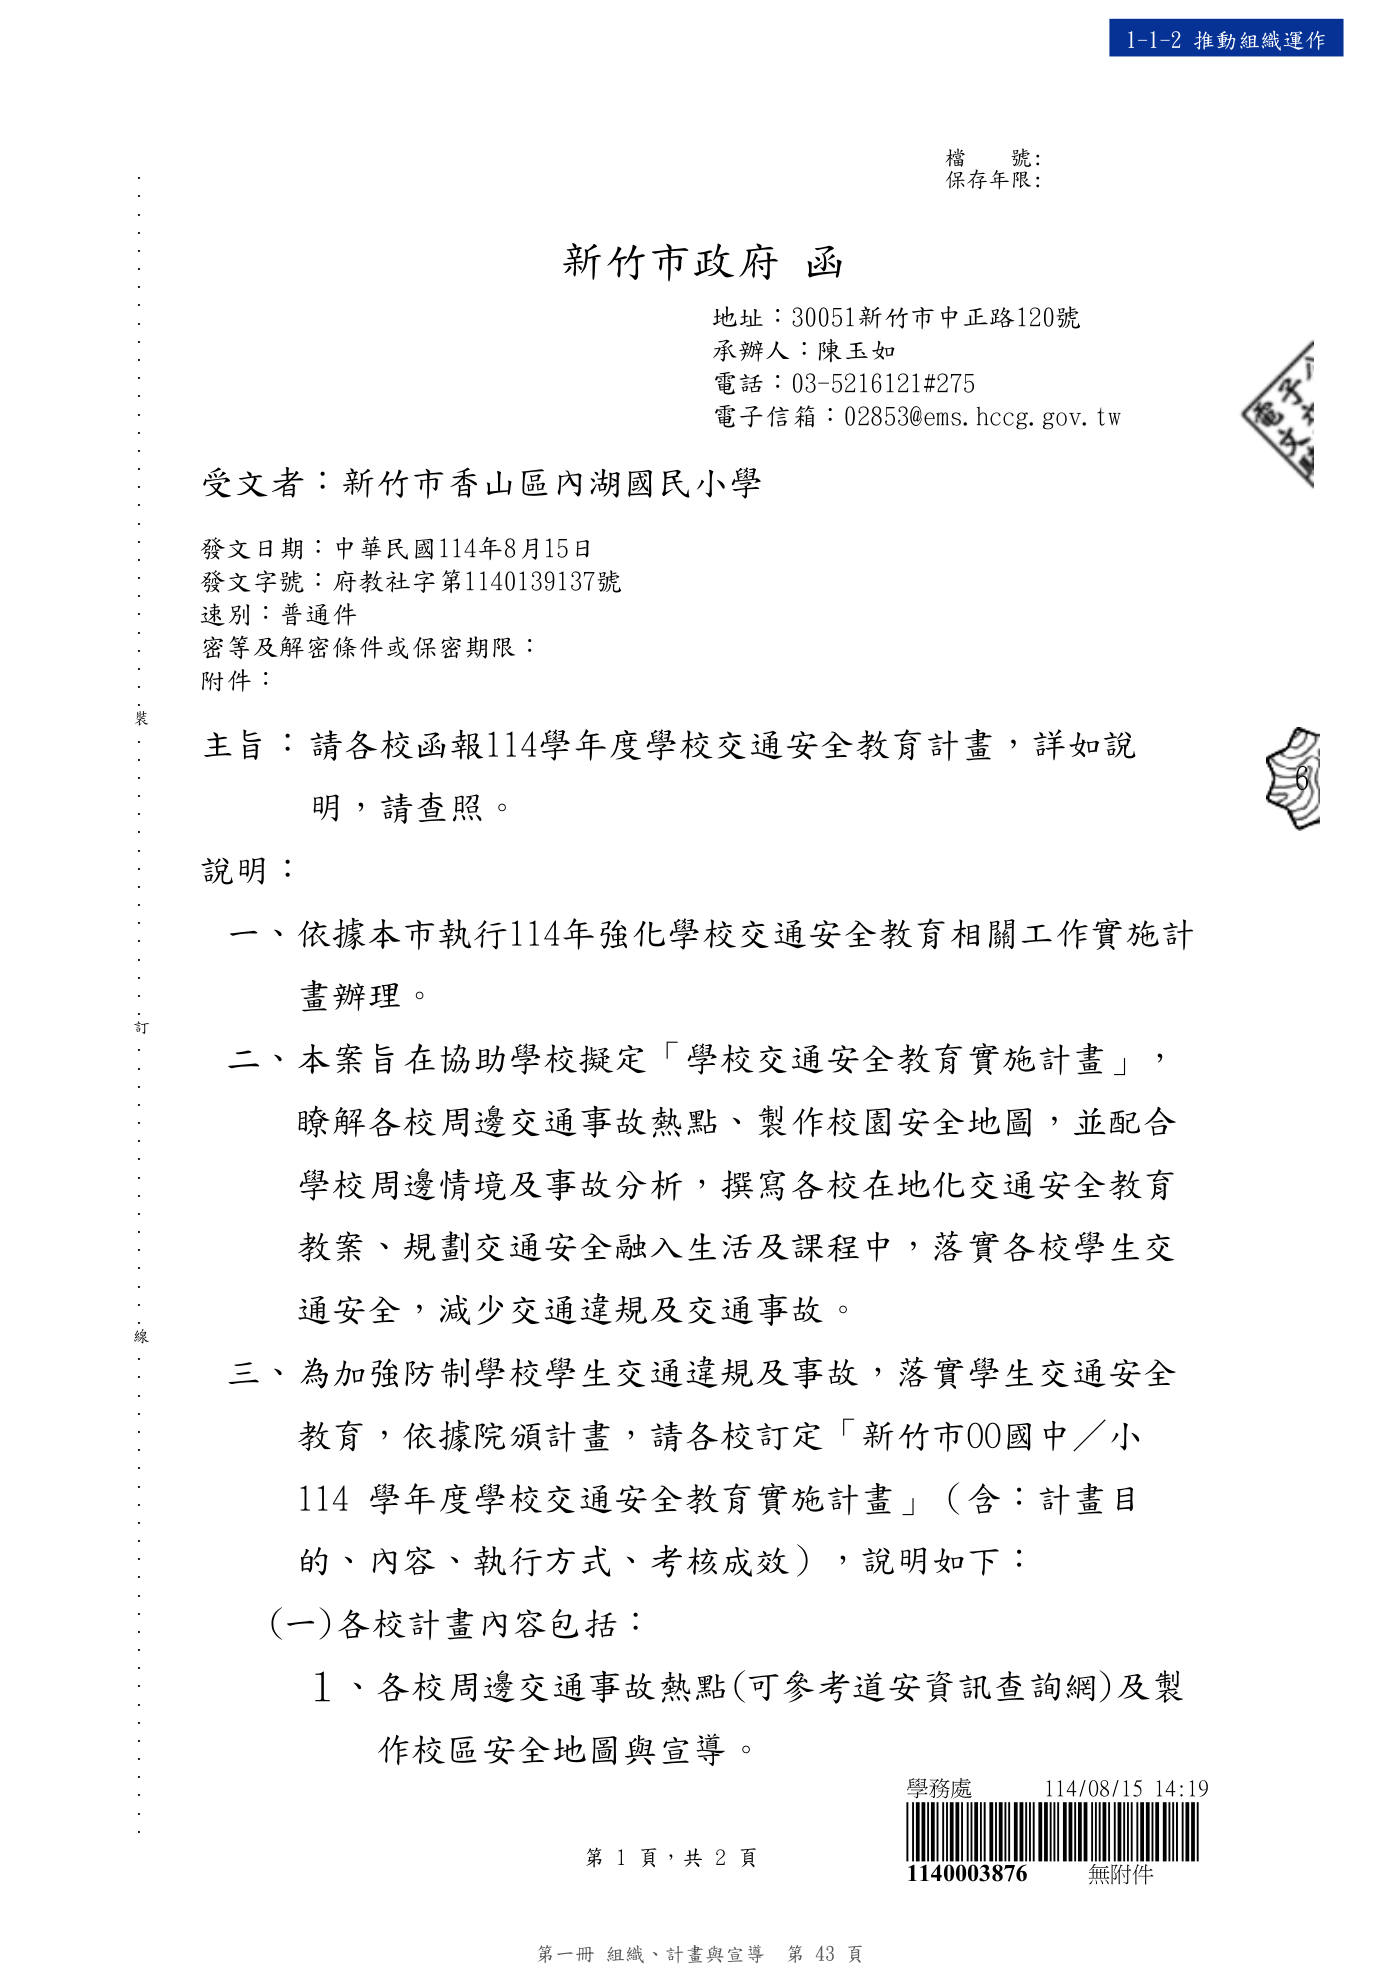 1-1-2 推動組織運作
檔　　號:
保存年限:
新竹市政府 函
地址：30051新竹市中正路120號
承辦人：陳玉如
電話：03-5216121#275
電子信箱：02853@ems.hccg.gov.tw
電子
文
受文者：新竹市香山區內湖國民小學
發文日期：中華民國114年8月15日
發文字號：府教社字第1140139137號
速別：普通件
密等及解密條件或保密期限：
附件：
裝
主旨：請各校函報114學年度學校交通安全教育計畫，詳如說
明，請查照。
6
說明：
一、依據本市執行114年強化學校交通安全教育相關工作實施計
畫辦理。
訂
二、本案旨在協助學校擬定「學校交通安全教育實施計畫」，
瞭解各校周邊交通事故熱點、製作校園安全地圖，並配合
學校周邊情境及事故分析，撰寫各校在地化交通安全教育
教案、規劃交通安全融入生活及課程中，落實各校學生交
通安全，減少交通違規及交通事故。
線
三、為加強防制學校學生交通違規及事故，落實學生交通安全
教育，依據院頒計畫，請各校訂定「新竹市OO國中／小
114 學年度學校交通安全教育實施計畫」（含：計畫目
的、內容、執行方式、考核成效），說明如下：
(一)各校計畫內容包括：
１、各校周邊交通事故熱點(可參考道安資訊查詢網)及製
作校區安全地圖與宣導。
學務處　114/08/15 14:19
第 1 頁，共 2 頁
1140003876　無附件
第一冊 組織、計畫與宣導　第 43 頁